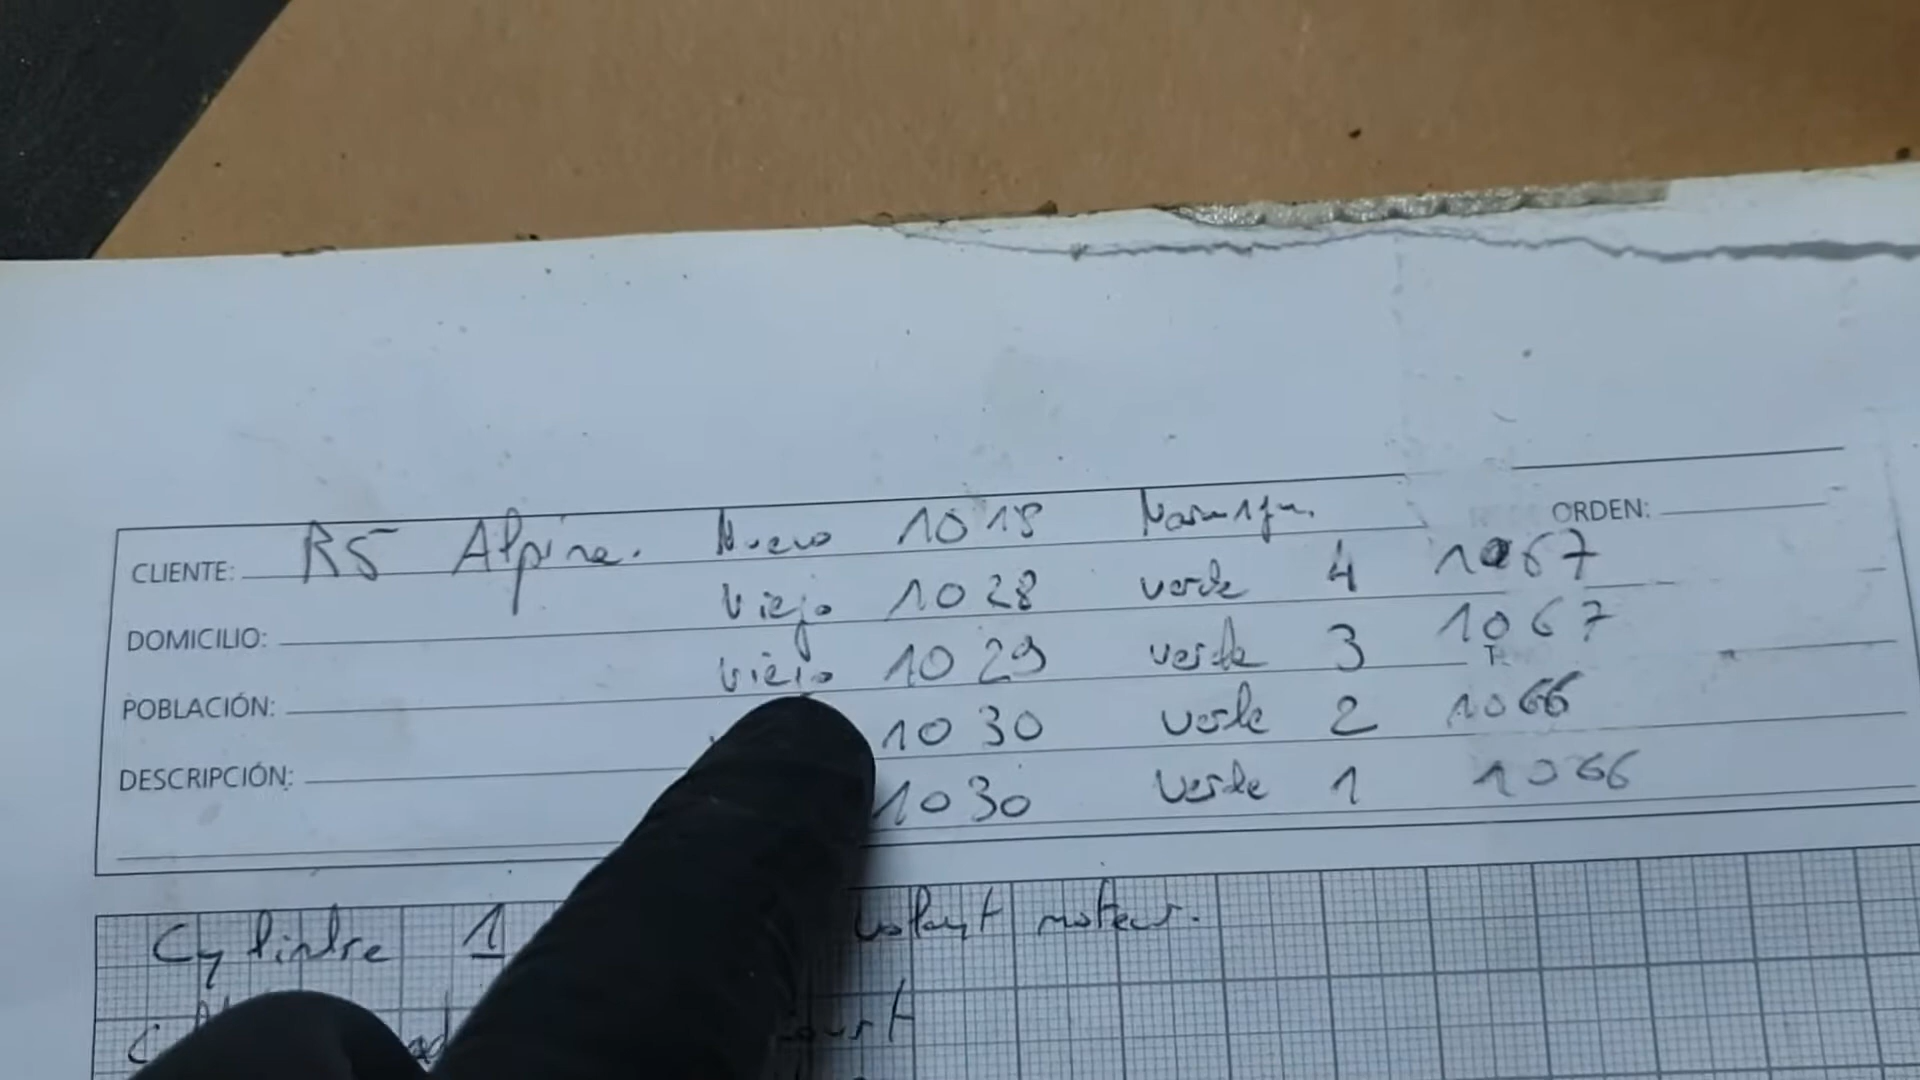 CLIENTE: R5 Alpine. Nuevo 1018 ORDEN:
Viejo 1028 verde 4 1067
DOMICILIO:
Viejo 1029 verde 3 1067
POBLACIÓN:
1030 verde 2 1066
DESCRIPCIÓN:
1030 verde 1 1066
Cylindre 1 volant moteur.